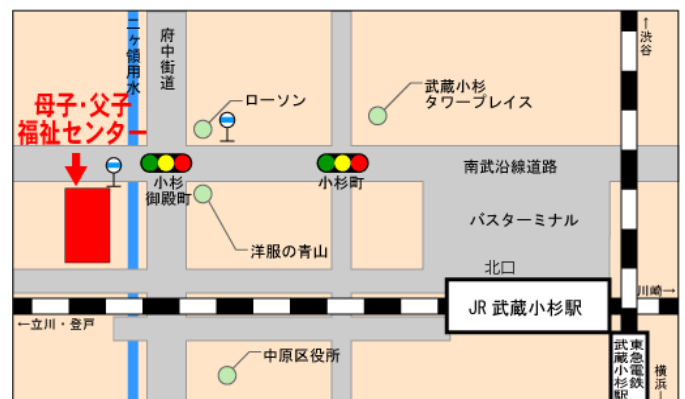 二ヶ領用水
府中街道
←渋谷
母子・父子
福祉センター
ローソン
武蔵小杉
タワープレイス
小杉
御殿町
小杉町
南武沿線道路
バスターミナル
洋服の青山
北口
JR 武蔵小杉駅
川崎→
←立川・登戸
中原区役所
東急電鉄
武蔵小杉駅
横浜